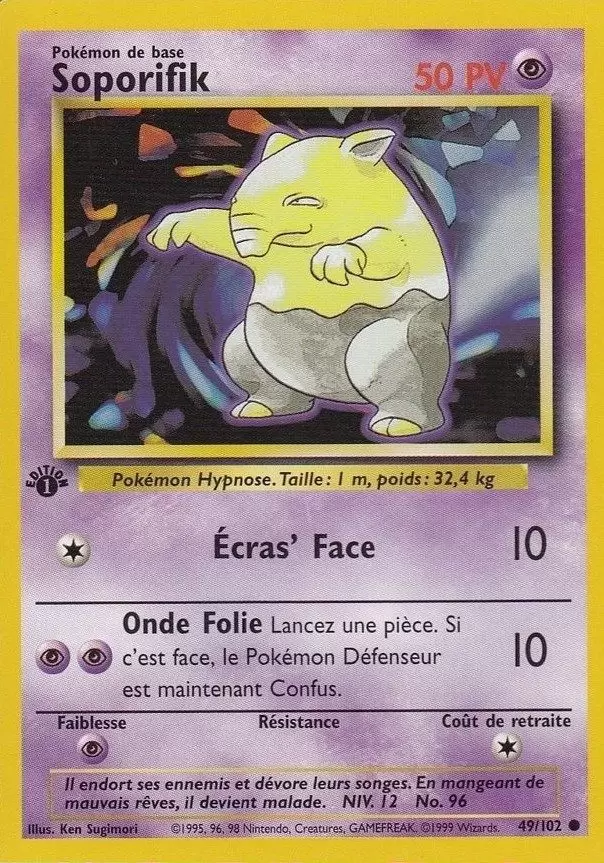 Pokémon de base
Soporifik
50 PV
EDITION
1
Pokémon Hypnose. Taille: 1 m, poids: 32,4 kg
Écras' Face 10
Onde Folie Lancez une pièce. Si
c'est face, le Pokémon Défenseur 10
est maintenant Confus.
Faiblesse Résistance Coût de retraite
Il endort ses ennemis et dévore leurs songes. En mangeant de
mauvais rêves, il devient malade. NIV. 12 No. 96
Illus. Ken Sugimori ©1995, 96, 98 Nintendo, Creatures, GAMEFREAK. ©1999 Wizards. 49/102